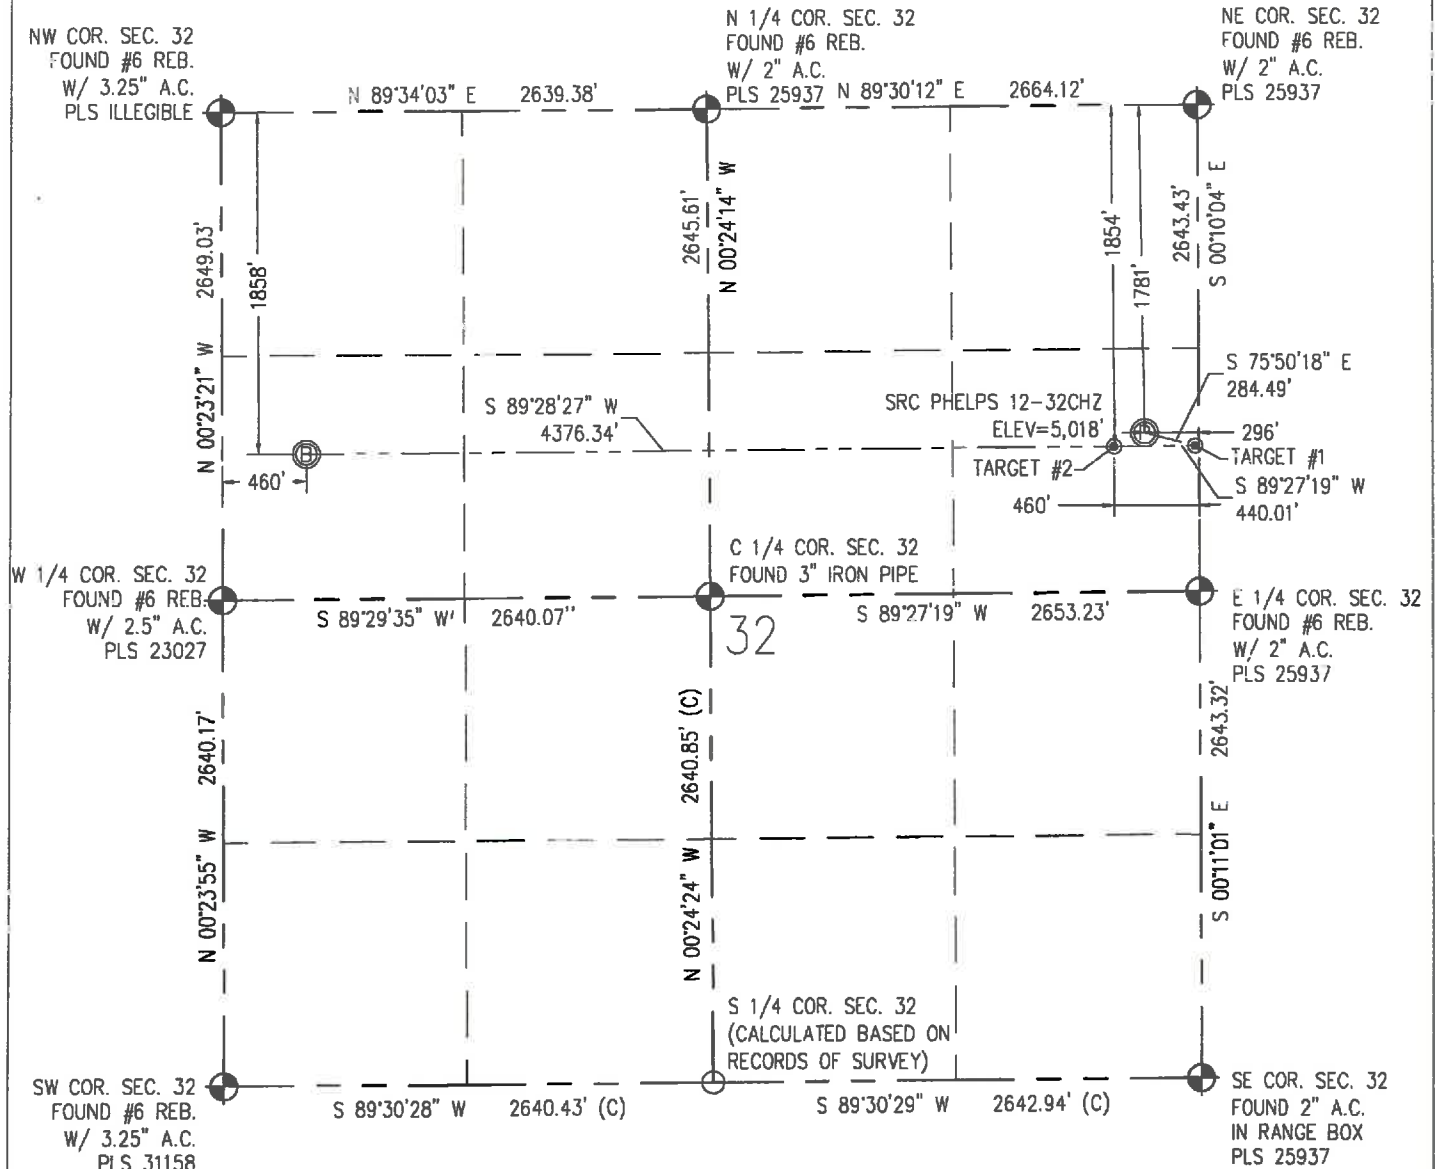 NW COR. SEC. 32
FOUND #6 REB.
W/ 3.25" A.C.
PLS ILLEGIBLE
N 1/4 COR. SEC. 32
FOUND #6 REB.
W/ 2" A.C.
PLS 25937
NE COR. SEC. 32
FOUND #6 REB.
W/ 2" A.C.
PLS 25937
N 89°34'03" E 2639.38'
N 89°30'12" E 2664.12'
N 00°23'21" W 2649.03'
1858'
2645.61'
N 00°24'14" W
1854'
1781'
2643.43'
S 00°10'04" E
S 75°50'18" E
284.49'
S 89°28'27" W
4376.34'
SRC PHELPS 12-32CHZ
ELEV=5,018'
296'
B
TARGET #2
TARGET #1
460'
S 89°27'19" W
440.01'
460'
C 1/4 COR. SEC. 32
FOUND 3" IRON PIPE
W 1/4 COR. SEC. 32
FOUND #6 REB.
W/ 2.5" A.C.
PLS 23027
S 89°29'35" W' 2640.07''
32
S 89°27'19" W 2653.23'
E 1/4 COR. SEC. 32
FOUND #6 REB.
W/ 2" A.C.
PLS 25937
N 00°23'55" W 2640.17'
N 00°24'24" W 2640.85' (C)
2643.32'
S 00°11'01" E
S 1/4 COR. SEC. 32
(CALCULATED BASED ON
RECORDS OF SURVEY)
SW COR. SEC. 32
FOUND #6 REB.
W/ 3.25" A.C.
PLS 31158
S 89°30'28" W 2640.43' (C)
S 89°30'29" W 2642.94' (C)
SE COR. SEC. 32
FOUND 2" A.C.
IN RANGE BOX
PLS 25937